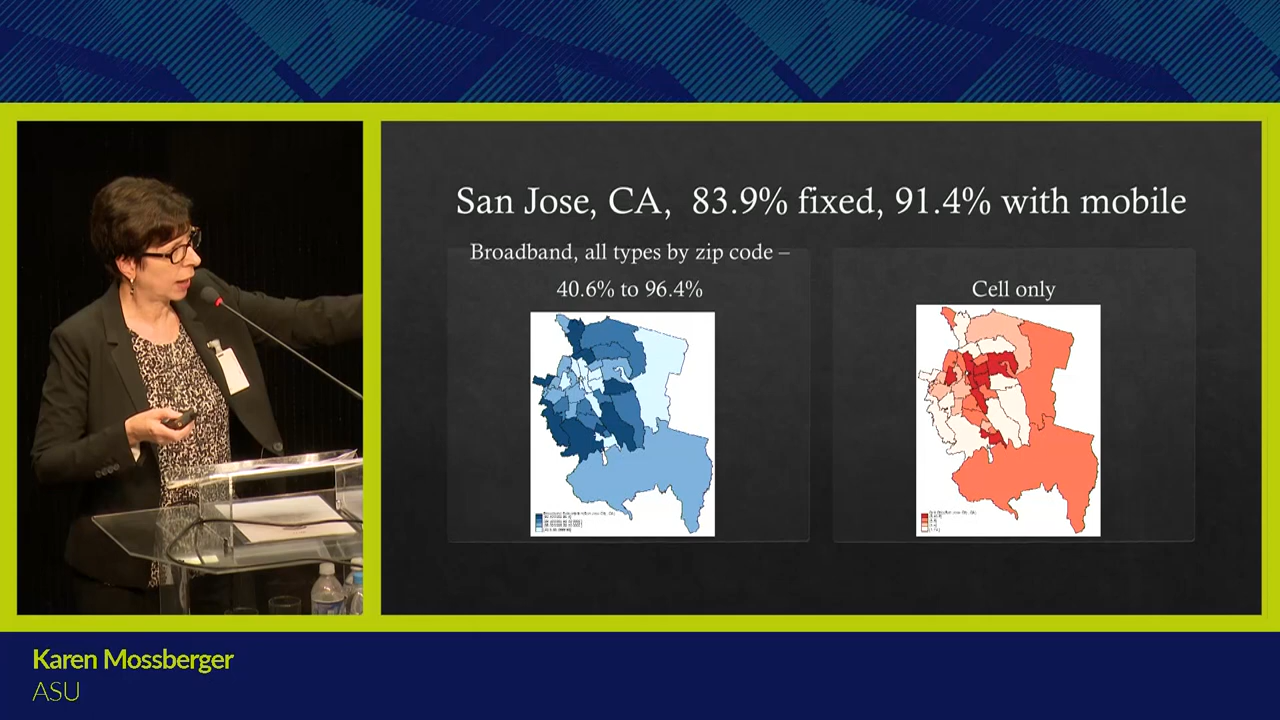 San Jose, CA, 83.9% fixed, 91.4% with mobile
Broadband, all types by zip code –
40.6% to 96.4%
Cell only
Karen Mossberger
ASU